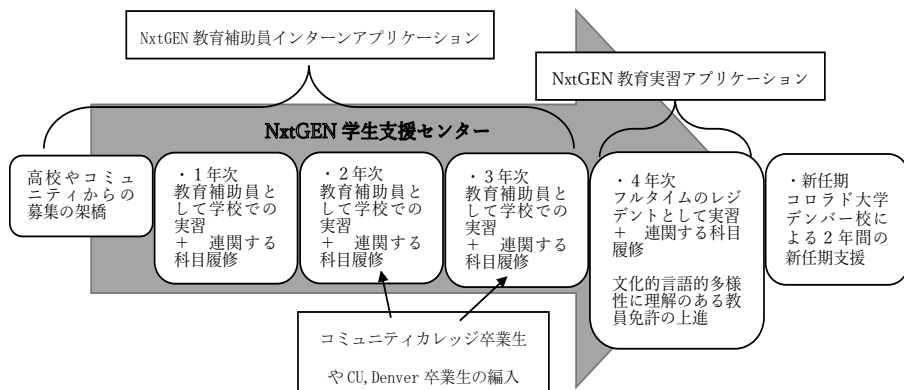 NxtGEN 教育補助員インターンアプリケーション
NxtGEN 教育実習アプリケーション
NxtGEN 学生支援センター
高校やコミュ
ニティからの
募集の架橋
・１年次
教育補助員と
して学校での
実習
＋　連関する
科目履修
・２年次
教育補助員と
して学校での
実習
＋　連関する
科目履修
・３年次
教育補助員と
して学校での
実習
＋　連関する
科目履修
・４年次
フルタイムのレジ
デントとして実習
＋　連関する科目
履修
文化的言語的多様
性に理解のある教
員免許の上進
・新任期
コロラド大学
デンバー校に
よる２年間の
新任期支援
コミュニティカレッジ卒業生
や CU,Denver 卒業生の編入